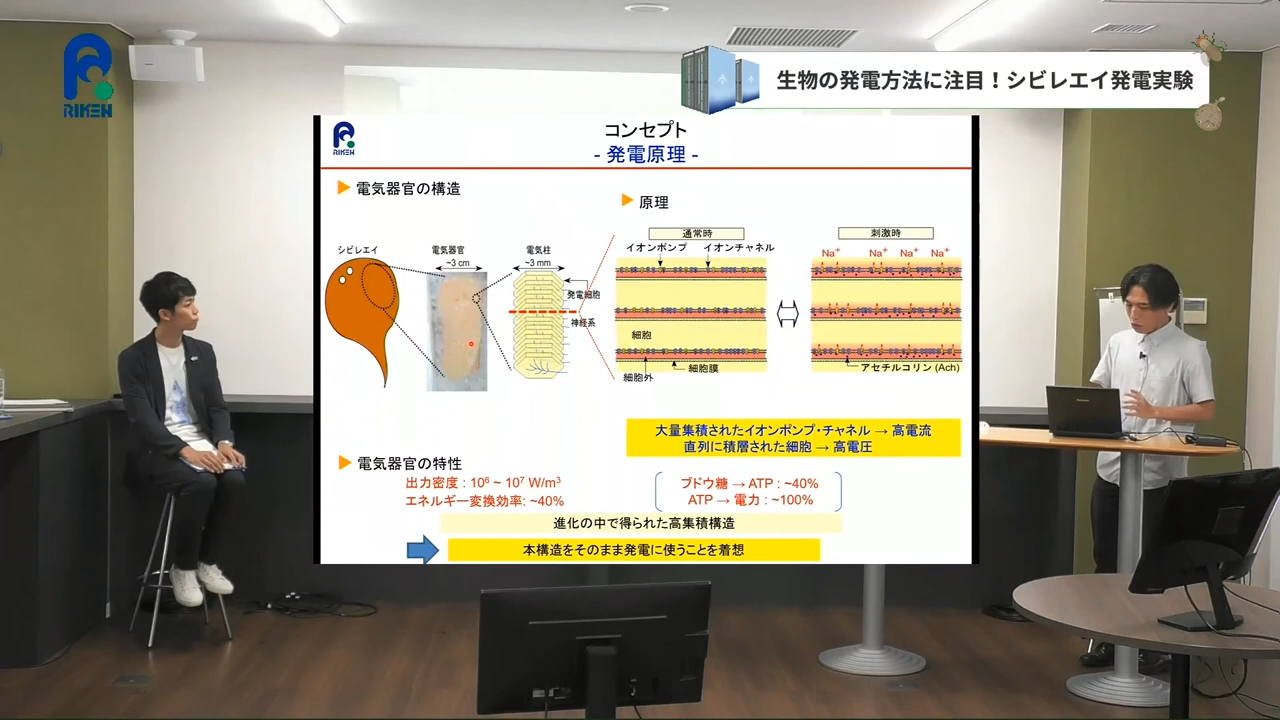 RIKEN
生物の発電方法に注目！シビレエイ発電実験
RIKEN
コンセプト
- 発電原理 -
電気器官の構造
シビレエイ
電気器官
~3 cm
電気柱
~3 mm
発電細胞
神経系
原理
通常時
イオンポンプ
イオンチャネル
細胞
細胞外
細胞膜
刺激時
Na⁺
Na⁺
Na⁺
Na⁺
アセチルコリン (Ach)
大量集積されたイオンポンプ・チャネル → 高電流
直列に積層された細胞 → 高電圧
電気器官の特性
出力密度 : 10⁶ ~ 10⁷ W/m³
エネルギー変換効率: ~40%
ブドウ糖 → ATP : ~40%
ATP → 電力 : ~100%
進化の中で得られた高集積構造
本構造をそのまま発電に使うことを着想